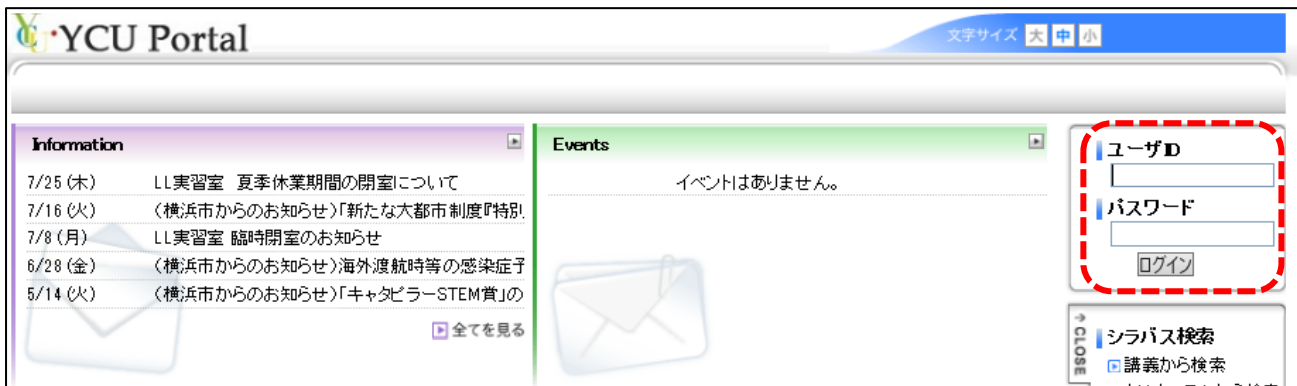 YCU Portal
文字サイズ 大 中 小
Information
7/25 (木) LL実習室 夏季休業期間の閉室について
7/16 (火) (横浜市からのお知らせ)「新たな大都市制度『特別
7/8 (月) LL実習室 臨時閉室のお知らせ
6/28 (金) (横浜市からのお知らせ)海外渡航時等の感染症予
5/14 (火) (横浜市からのお知らせ)「キャタピラーSTEM賞」の
全てを見る
Events
イベントはありません。
ユーザID
パスワード
ログイン
CLOSE
シラバス検索
講義から検索